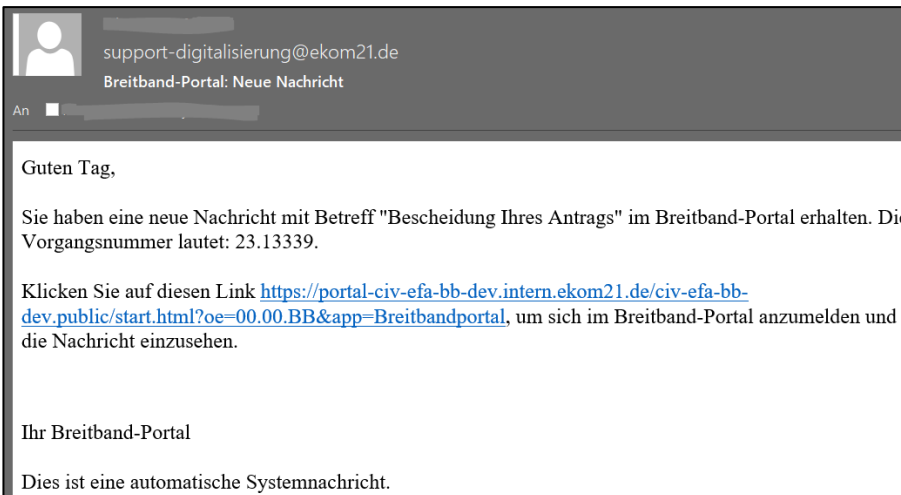 support-digitalisierung@ekom21.de
Breitband-Portal: Neue Nachricht
An
Guten Tag,
Sie haben eine neue Nachricht mit Betreff "Bescheidung Ihres Antrags" im Breitband-Portal erhalten.
Vorgangsnummer lautet: 23.13339.
Klicken Sie auf diesen Link https://portal-civ-efa-bb-dev.intern.ekom21.de/civ-efa-bb-
dev.public/start.html?oe=00.00.BB&app=Breitbandportal, um sich im Breitband-Portal anzumelden und
die Nachricht einzusehen.
Ihr Breitband-Portal
Dies ist eine automatische Systemnachricht.